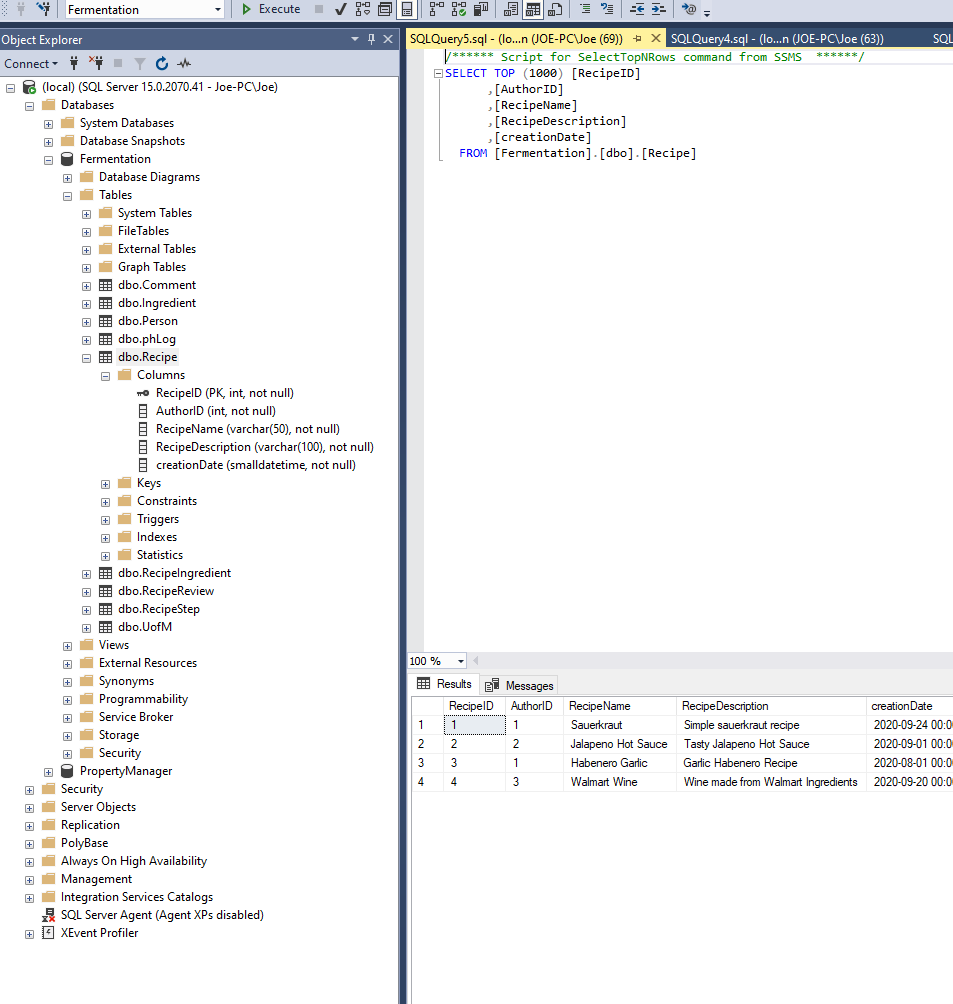 Fermentation
Execute
Object Explorer
Connect
(local) (SQL Server 15.0.2070.41 - Joe-PC\Joe)
Databases
System Databases
Database Snapshots
Fermentation
Database Diagrams
Tables
System Tables
FileTables
External Tables
Graph Tables
dbo.Comment
dbo.Ingredient
dbo.Person
dbo.phLog
dbo.Recipe
Columns
RecipeID (PK, int, not null)
AuthorID (int, not null)
RecipeName (varchar(50), not null)
RecipeDescription (varchar(100), not null)
creationDate (smalldatetime, not null)
Keys
Constraints
Triggers
Indexes
Statistics
dbo.RecipeIngredient
dbo.RecipeReview
dbo.RecipeStep
dbo.UofM
Views
External Resources
Synonyms
Programmability
Service Broker
Storage
Security
PropertyManager
Security
Server Objects
Replication
PolyBase
Always On High Availability
Management
Integration Services Catalogs
SQL Server Agent (Agent XPs disabled)
XEvent Profiler
SQLQuery5.sql - (lo...n (JOE-PC\Joe (69)) SQLQuery4.sql - (lo...n (JOE-PC\Joe (63)) SQL
/****** Script for SelectTopNRows command from SSMS ******/
SELECT TOP (1000) [RecipeID]
,[AuthorID]
,[RecipeName]
,[RecipeDescription]
,[creationDate]
FROM [Fermentation].[dbo].[Recipe]
100 %
Results Messages
RecipeID AuthorID RecipeName RecipeDescription creationDate
1 1 1 Sauerkraut Simple sauerkraut recipe 2020-09-24 00:00
2 2 2 Jalapeno Hot Sauce Tasty Jalapeno Hot Sauce 2020-09-01 00:00
3 3 1 Habenero Garlic Garlic Habenero Recipe 2020-08-01 00:00
4 4 3 Walmart Wine Wine made from Walmart Ingredients 2020-09-20 00:00